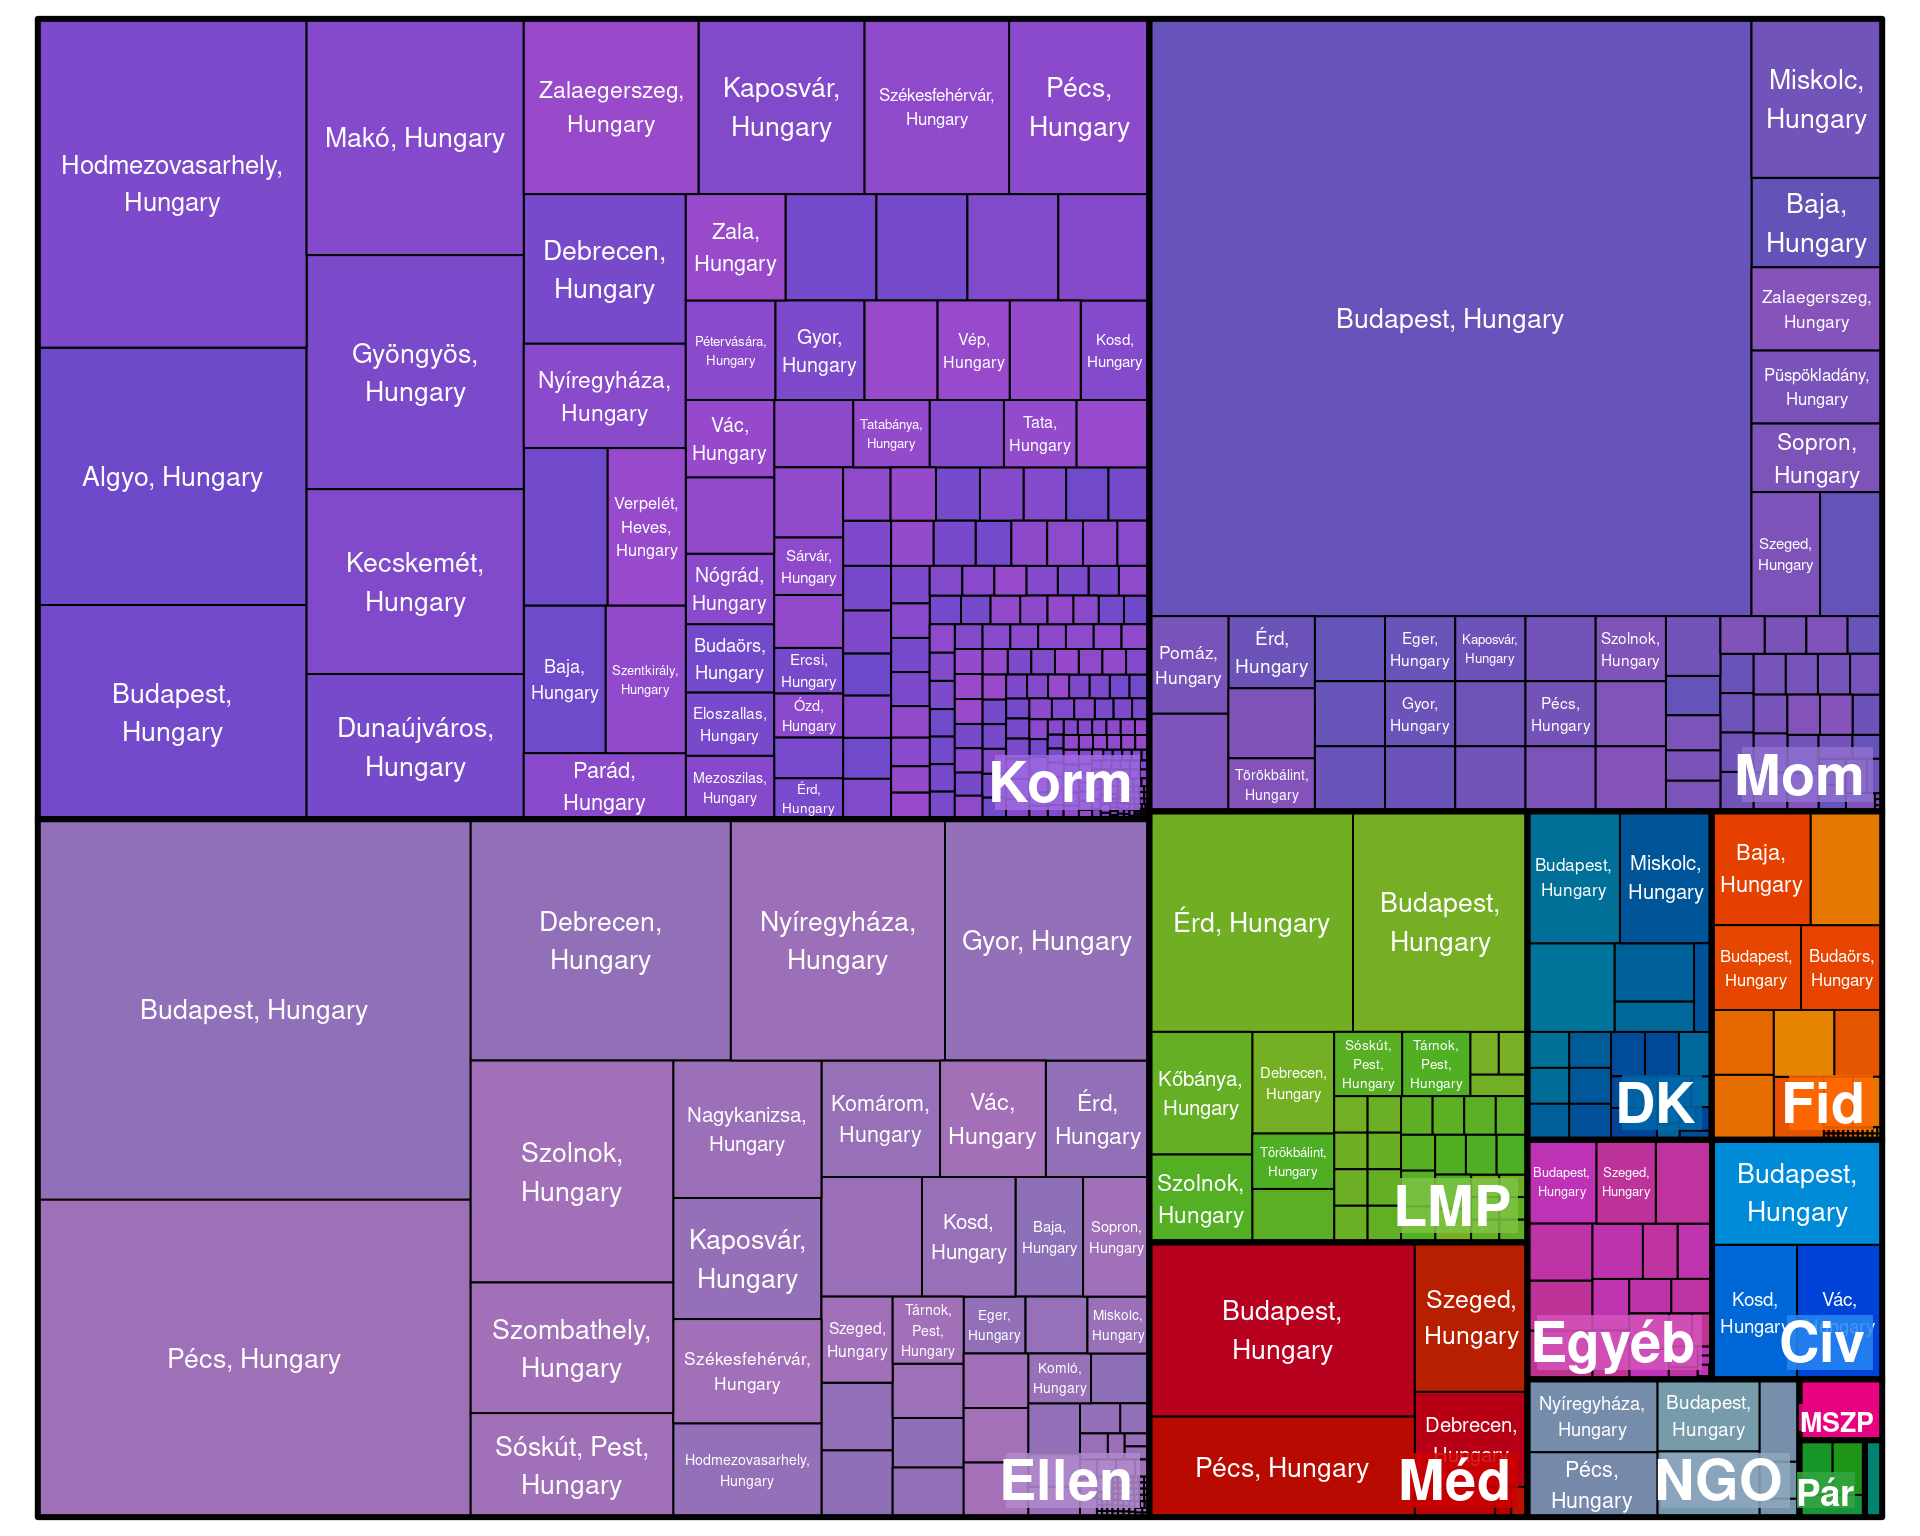 Hodmezovasarhely,
Hungary
Algyo, Hungary
Budapest,
Hungary
Makó, Hungary
Gyöngyös,
Hungary
Kecskemét,
Hungary
Dunaújváros,
Hungary
Zalaegerszeg,
Hungary
Kaposvár,
Hungary
Székesfehérvár,
Hungary
Pécs,
Hungary
Debrecen,
Hungary
Nyíregyháza,
Hungary
Verpelét,
Heves,
Hungary
Baja,
Hungary
Szentkirály,
Hungary
Parád,
Hungary
Zala,
Hungary
Pétervására,
Hungary
Gyor,
Hungary
Vép,
Hungary
Kosd,
Hungary
Vác,
Hungary
Tatabánya,
Hungary
Tata,
Hungary
Nógrád,
Hungary
Sárvár,
Hungary
Budaörs,
Hungary
Ercsi,
Hungary
Eloszallas,
Hungary
Ózd,
Hungary
Mezoszilas,
Hungary
Érd,
Hungary
Korm
Budapest, Hungary
Miskolc,
Hungary
Baja,
Hungary
Zalaegerszeg,
Hungary
Püspökladány,
Hungary
Sopron,
Hungary
Szeged,
Hungary
Pomáz,
Hungary
Érd,
Hungary
Törökbálint,
Hungary
Eger,
Hungary
Kaposvár,
Hungary
Szolnok,
Hungary
Gyor,
Hungary
Pécs,
Hungary
Mom
Budapest, Hungary
Pécs, Hungary
Debrecen,
Hungary
Nyíregyháza,
Hungary
Gyor, Hungary
Szolnok,
Hungary
Szombathely,
Hungary
Sóskút, Pest,
Hungary
Nagykanizsa,
Hungary
Kaposvár,
Hungary
Székesfehérvár,
Hungary
Hodmezovasarhely,
Hungary
Komárom,
Hungary
Vác,
Hungary
Érd,
Hungary
Kosd,
Hungary
Baja,
Hungary
Sopron,
Hungary
Szeged,
Hungary
Tárnok,
Pest,
Hungary
Eger,
Hungary
Miskolc,
Hungary
Komló,
Hungary
Ellen
Érd, Hungary
Budapest,
Hungary
Kőbánya,
Hungary
Szolnok,
Hungary
Debrecen,
Hungary
Törökbálint,
Hungary
Sóskút,
Pest,
Hungary
Tárnok,
Pest,
Hungary
LMP
Budapest,
Hungary
Pécs, Hungary
Szeged,
Hungary
Debrecen,
Hungary
Méd
Budapest,
Hungary
Miskolc,
Hungary
DK
Baja,
Hungary
Budapest,
Hungary
Budaörs,
Hungary
Fid
Budapest,
Hungary
Szeged,
Hungary
Egyéb
Budapest,
Hungary
Kosd,
Hungary
Vác,
Hungary
Civ
Nyíregyháza,
Hungary
Pécs,
Hungary
Budapest,
Hungary
NGO
MSZP
Pár